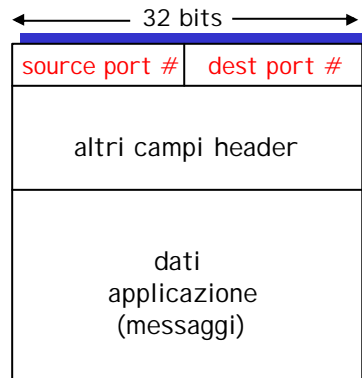 32 bits
source port # dest port #
altri campi header
dati
applicazione
(messaggi)